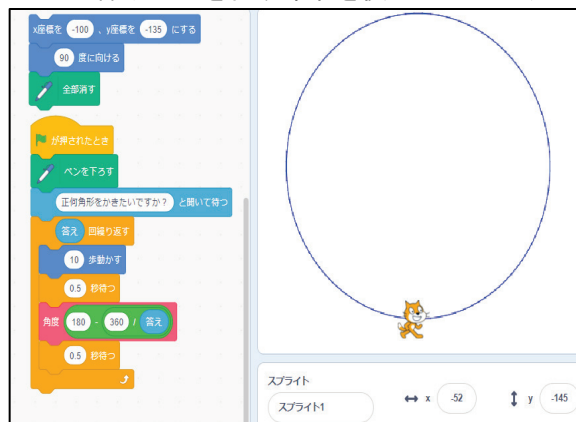 x座標を -100 、y座標を -135 にする
90 度に向ける
全部消す
が押されたとき
ペンを下ろす
正何角形をかきたいですか? と聞いて待つ
答え 回繰り返す
10 歩動かす
0.5 秒待つ
角度 180 - 360 / 答え
0.5 秒待つ
スプライト
スプライト1
x -52
y -145